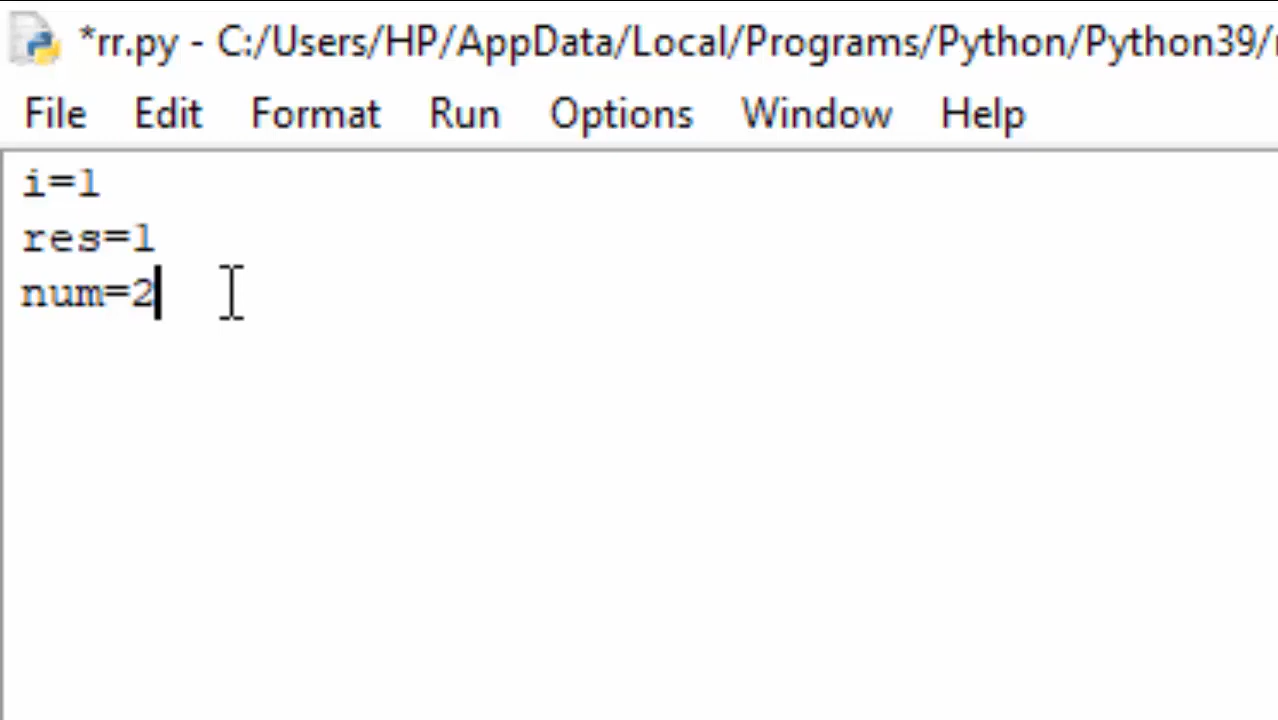 *rr.py - C:/Users/HP/AppData/Local/Programs/Python/Python39/
File Edit Format Run Options Window Help
i=1
res=1
num=2